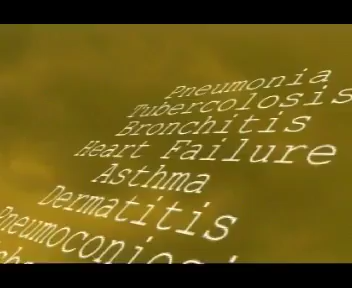 Pneumonia
Tubercolosis
Bronchitis
Heart Failure
Asthma
Dermatitis